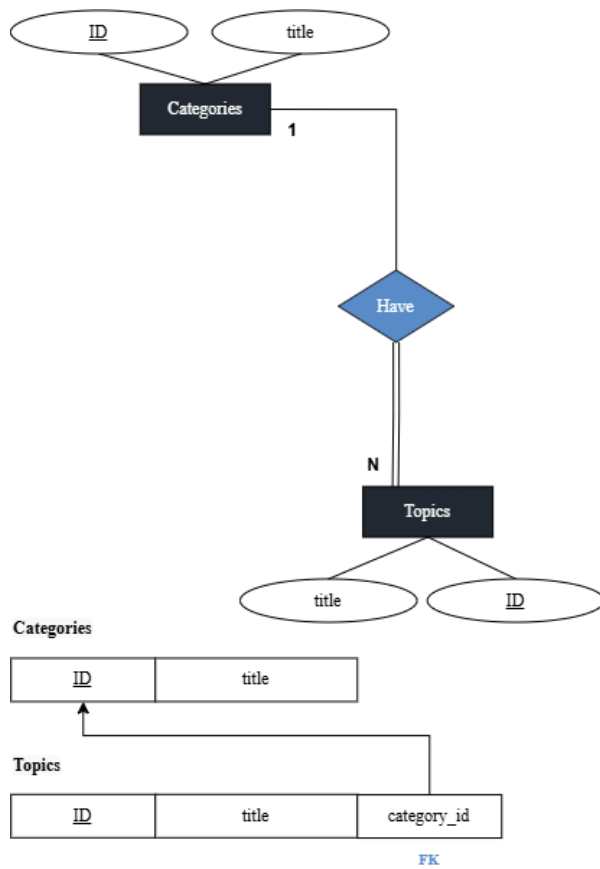 ID title
Categories
1
Have
N
Topics
title ID
Categories
ID title
Topics
ID title category_id
FK